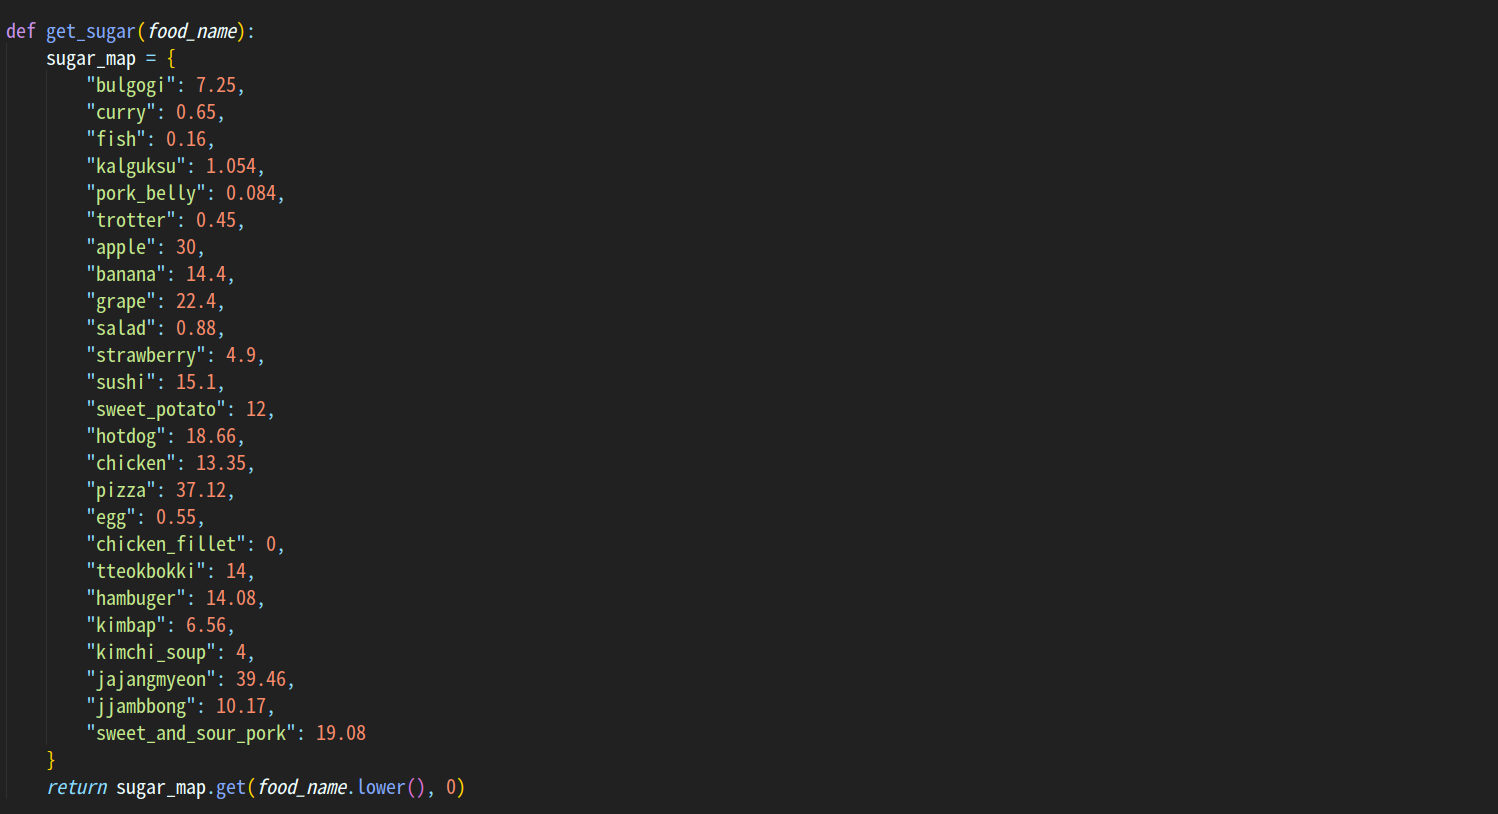 def get_sugar(food_name):
    sugar_map = {
        "bulgogi": 7.25,
        "curry": 0.65,
        "fish": 0.16,
        "kalguksu": 1.054,
        "pork_belly": 0.084,
        "trotter": 0.45,
        "apple": 30,
        "banana": 14.4,
        "grape": 22.4,
        "salad": 0.88,
        "strawberry": 4.9,
        "sushi": 15.1,
        "sweet_potato": 12,
        "hotdog": 18.66,
        "chicken": 13.35,
        "pizza": 37.12,
        "egg": 0.55,
        "chicken_fillet": 0,
        "tteokbokki": 14,
        "hambuger": 14.08,
        "kimbap": 6.56,
        "kimchi_soup": 4,
        "jajangmyeon": 39.46,
        "jjambbong": 10.17,
        "sweet_and_sour_pork": 19.08
    }
    return sugar_map.get(food_name.lower(), 0)